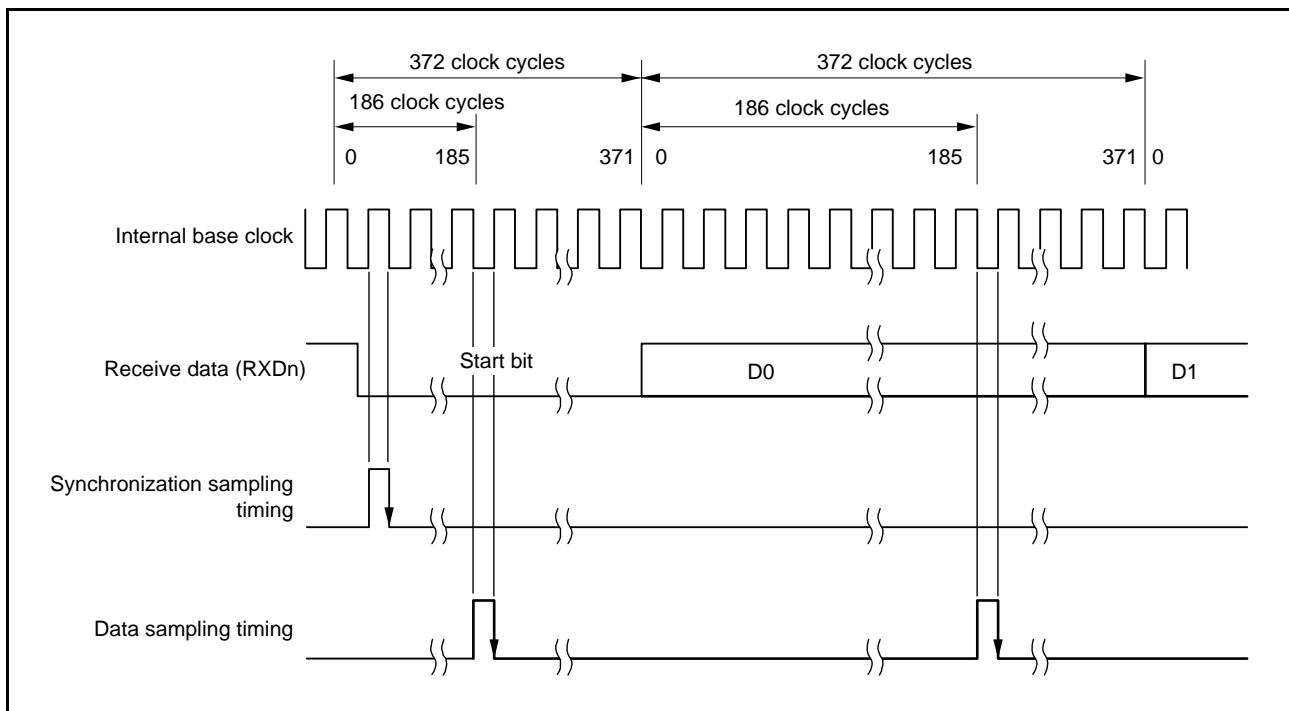 372 clock cycles 372 clock cycles
186 clock cycles 186 clock cycles
0 185 371 0 185 371 0
Internal base clock
Receive data (RXDn) Start bit D0 D1
Synchronization sampling
timing
Data sampling timing